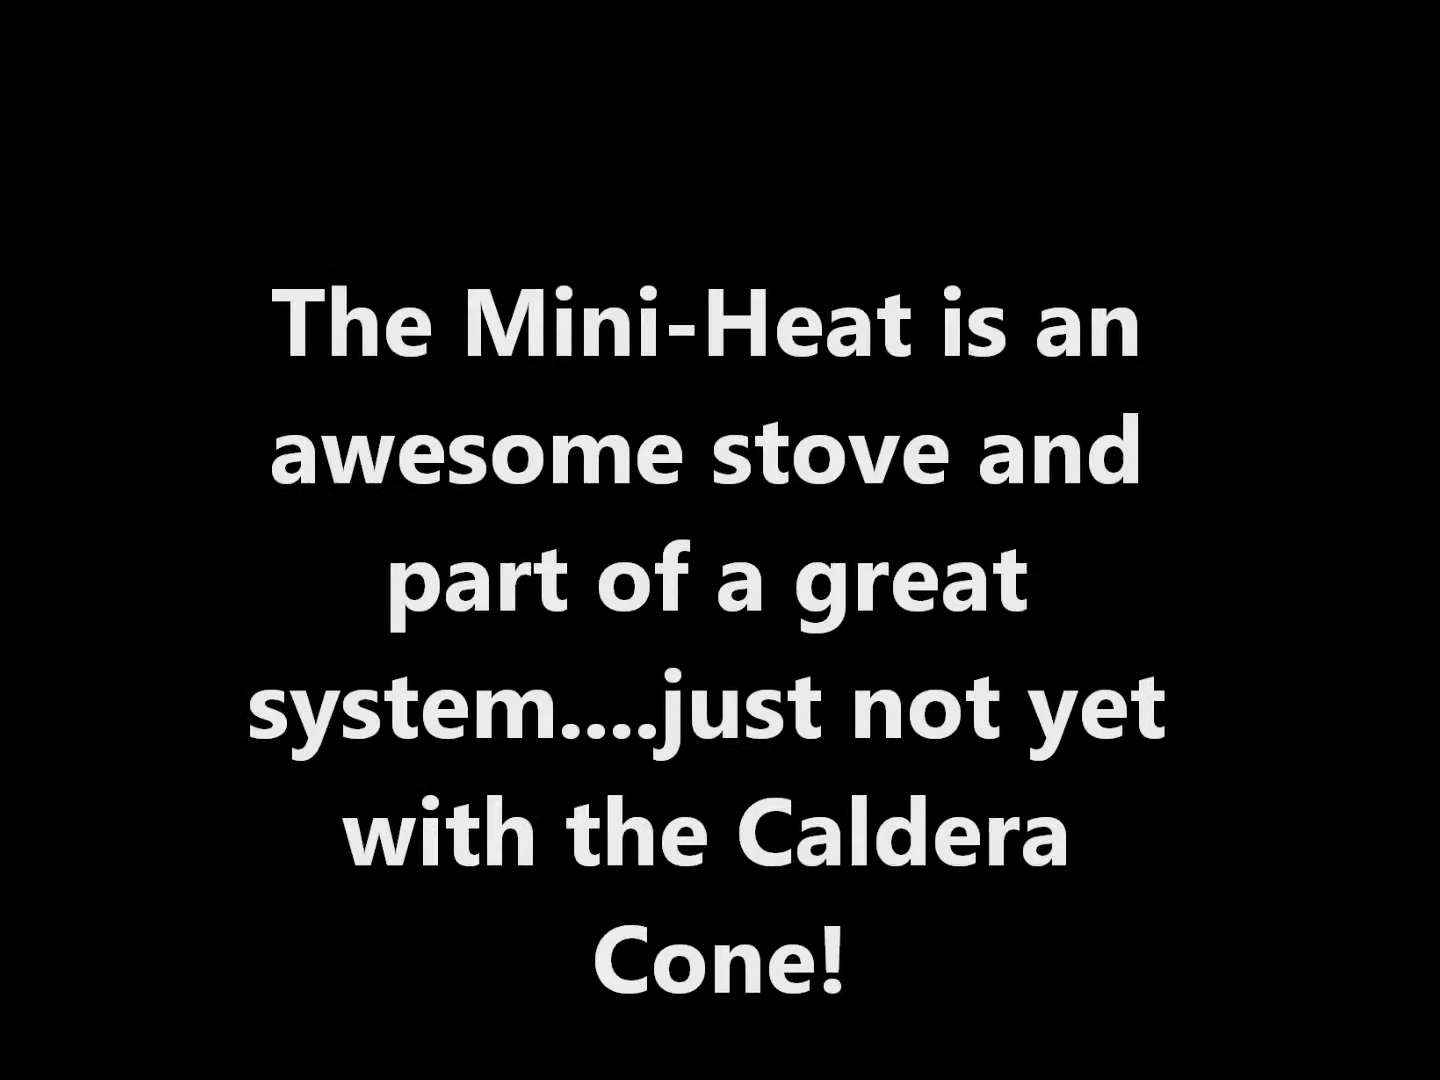 The Mini-Heat is an
awesome stove and
part of a great
system....just not yet
with the Caldera
Cone!